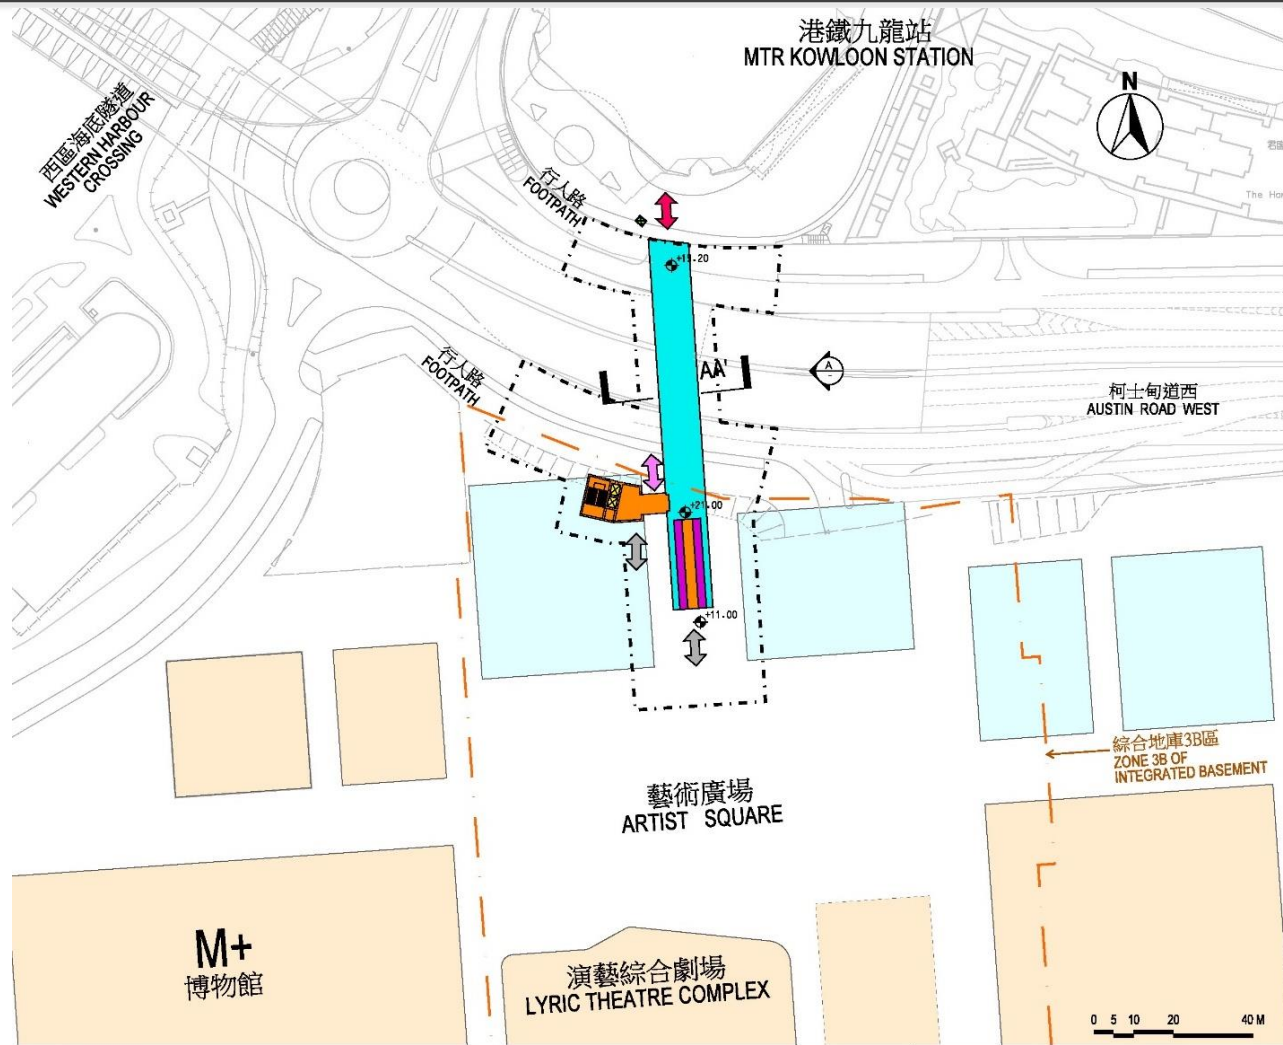 港鐵九龍站
MTR KOWLOON STATION
N
西區海底隧道
WESTERN HARBOUR
CROSSING
行人路
FOOTPATH
The
+19.20
行人路
FOOTPATH
AA'
A
柯士甸道西
AUSTIN ROAD WEST
+21.00
+11.00
綜合地庫3B區
ZONE 3B OF
INTEGRATED BASEMENT
藝術廣場
ARTIST SQUARE
M+
博物館
演藝綜合劇場
LYRIC THEATRE COMPLEX
0 5 10 20 40 M